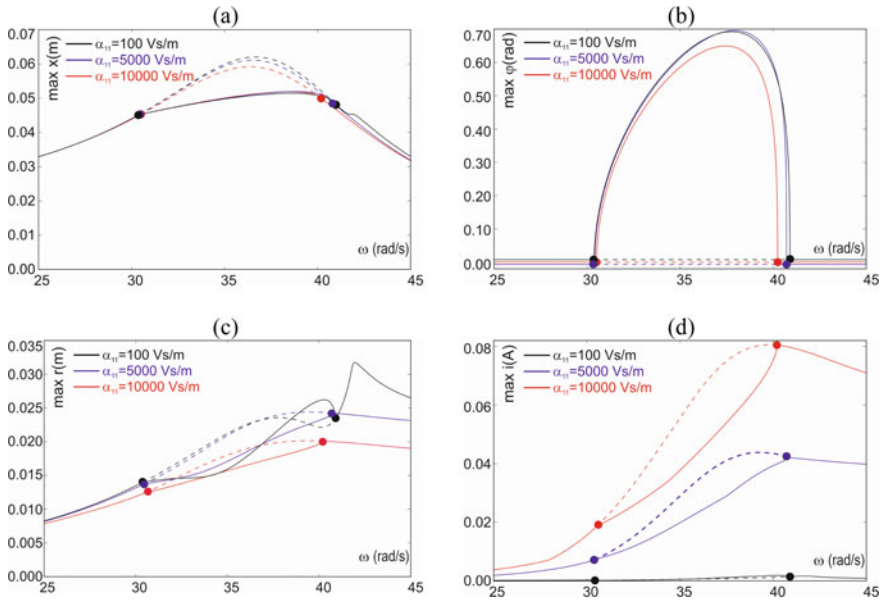 (a)
α₁₁=100 Vs/m
α₁₁=5000 Vs/m
α₁₁=10000 Vs/m
max x(m)
0.07
0.06
0.05
0.04
0.03
0.02
0.01
0.00
ω (rad/s)
25 30 35 40 45
(b)
α₁₁=100 Vs/m
α₁₁=5000 Vs/m
α₁₁=10000 Vs/m
max φ(rad)
0.70
0.60
0.50
0.40
0.30
0.20
0.10
0.00
ω (rad/s)
25 30 35 40 45
(c)
α₁₁=100 Vs/m
α₁₁=5000 Vs/m
α₁₁=10000 Vs/m
max r(m)
0.035
0.030
0.025
0.020
0.015
0.010
0.005
0.000
ω (rad/s)
25 30 35 40 45
(d)
α₁₁=100 Vs/m
α₁₁=5000 Vs/m
α₁₁=10000 Vs/m
max i(A)
0.08
0.06
0.04
0.02
0.00
ω (rad/s)
25 30 35 40 45